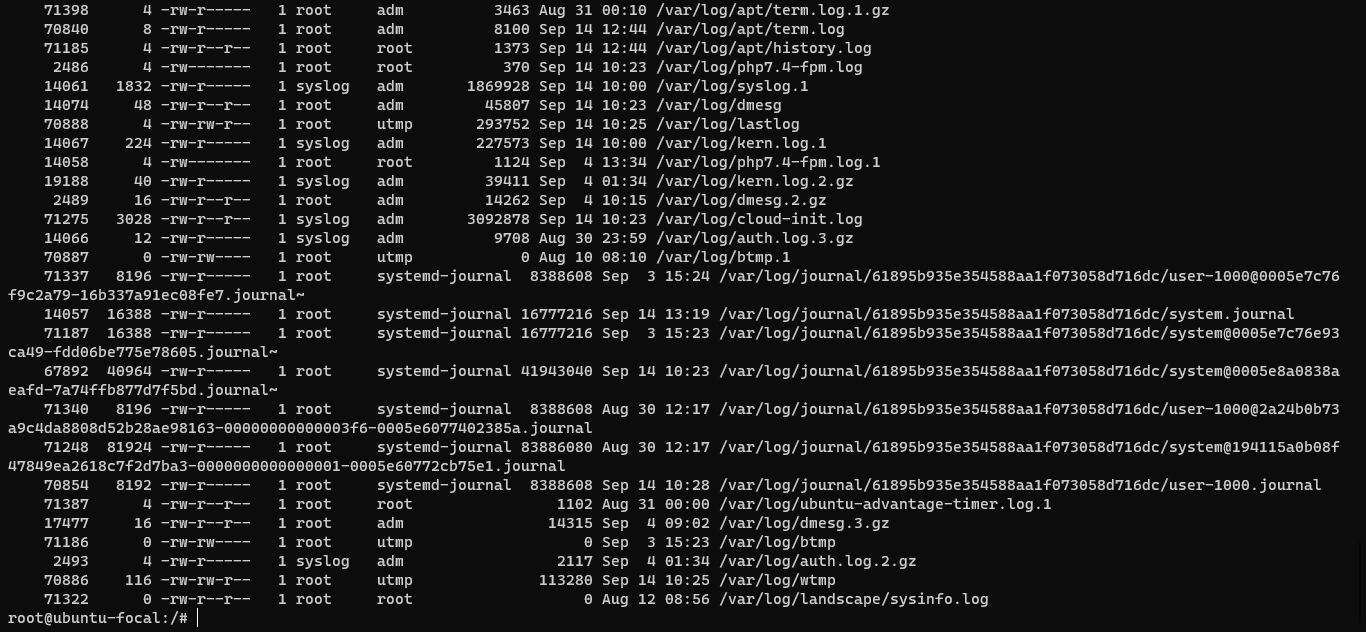 71398      4 -rw-r-----   1 root     adm          3463 Aug 31 00:10 /var/log/apt/term.log.1.gz
70840      8 -rw-r-----   1 root     adm          8100 Sep 14 12:44 /var/log/apt/term.log
71185      4 -rw-r--r--   1 root     root         1373 Sep 14 12:44 /var/log/apt/history.log
2486      4 -rw-------   1 root     root          370 Sep 14 10:23 /var/log/php7.4-fpm.log
14061   1832 -rw-r-----   1 syslog   adm       1869928 Sep 14 10:00 /var/log/syslog.1
14074     48 -rw-r--r--   1 root     adm         45807 Sep 14 10:23 /var/log/dmesg
70888      4 -rw-rw-r--   1 root     utmp       293752 Sep 14 10:25 /var/log/lastlog
14067    224 -rw-r-----   1 syslog   adm        227573 Sep 14 10:00 /var/log/kern.log.1
14058      4 -rw-------   1 root     root         1124 Sep  4 13:34 /var/log/php7.4-fpm.log.1
19188     40 -rw-r-----   1 syslog   adm         39411 Sep  4 01:34 /var/log/kern.log.2.gz
2489     16 -rw-r--r--   1 root     adm         14262 Sep  4 10:15 /var/log/dmesg.2.gz
71275   3028 -rw-r-----   1 syslog   adm       3092878 Sep 14 10:23 /var/log/cloud-init.log
14066     12 -rw-r-----   1 syslog   adm          9708 Aug 30 23:59 /var/log/auth.log.3.gz
70887      0 -rw-rw----   1 root     utmp            0 Aug 10 08:10 /var/log/btmp.1
71337   8196 -rw-r-----   1 root     systemd-journal  8388608 Sep  3 15:24 /var/log/journal/61895b935e354588aa1f073058d716dc/user-1000@0005e7c76
f9c2a79-16b337a91ec08fe7.journal~
14057  16388 -rw-r-----   1 root     systemd-journal 16777216 Sep 14 13:19 /var/log/journal/61895b935e354588aa1f073058d716dc/system.journal
71187  16388 -rw-r-----   1 root     systemd-journal 16777216 Sep  3 15:23 /var/log/journal/61895b935e354588aa1f073058d716dc/system@0005e7c76e93
ca49-fdd06be775e78605.journal~
67892  40964 -rw-r-----   1 root     systemd-journal 41943040 Sep 14 10:23 /var/log/journal/61895b935e354588aa1f073058d716dc/system@0005e8a0838a
eafd-7a74ffb877d7f5bd.journal~
71340   8196 -rw-r-----   1 root     systemd-journal  8388608 Aug 30 12:17 /var/log/journal/61895b935e354588aa1f073058d716dc/user-1000@2a24b0b73
a9c4da8808d52b28ae98163-00000000000003f6-0005e6077402385a.journal
71248  81924 -rw-r-----   1 root     systemd-journal 83886080 Aug 30 12:17 /var/log/journal/61895b935e354588aa1f073058d716dc/system@194115a0b08f
47849ea2618c7f2d7ba3-0000000000000001-0005e60772cb75e1.journal
70854   8192 -rw-r-----   1 root     systemd-journal  8388608 Sep 14 10:28 /var/log/journal/61895b935e354588aa1f073058d716dc/user-1000.journal
71387      4 -rw-r--r--   1 root     root         1102 Aug 31 00:00 /var/log/ubuntu-advantage-timer.log.1
17477     16 -rw-r--r--   1 root     adm         14315 Sep  4 09:02 /var/log/dmesg.3.gz
71186      0 -rw-rw----   1 root     utmp            0 Sep  3 15:23 /var/log/btmp
2493      4 -rw-r-----   1 syslog   adm          2117 Sep  4 01:34 /var/log/auth.log.2.gz
70886    116 -rw-rw-r--   1 root     utmp       113280 Sep 14 10:25 /var/log/wtmp
71322      0 -rw-r--r--   1 root     root            0 Aug 12 08:56 /var/log/landscape/sysinfo.log
root@ubuntu-focal:/#